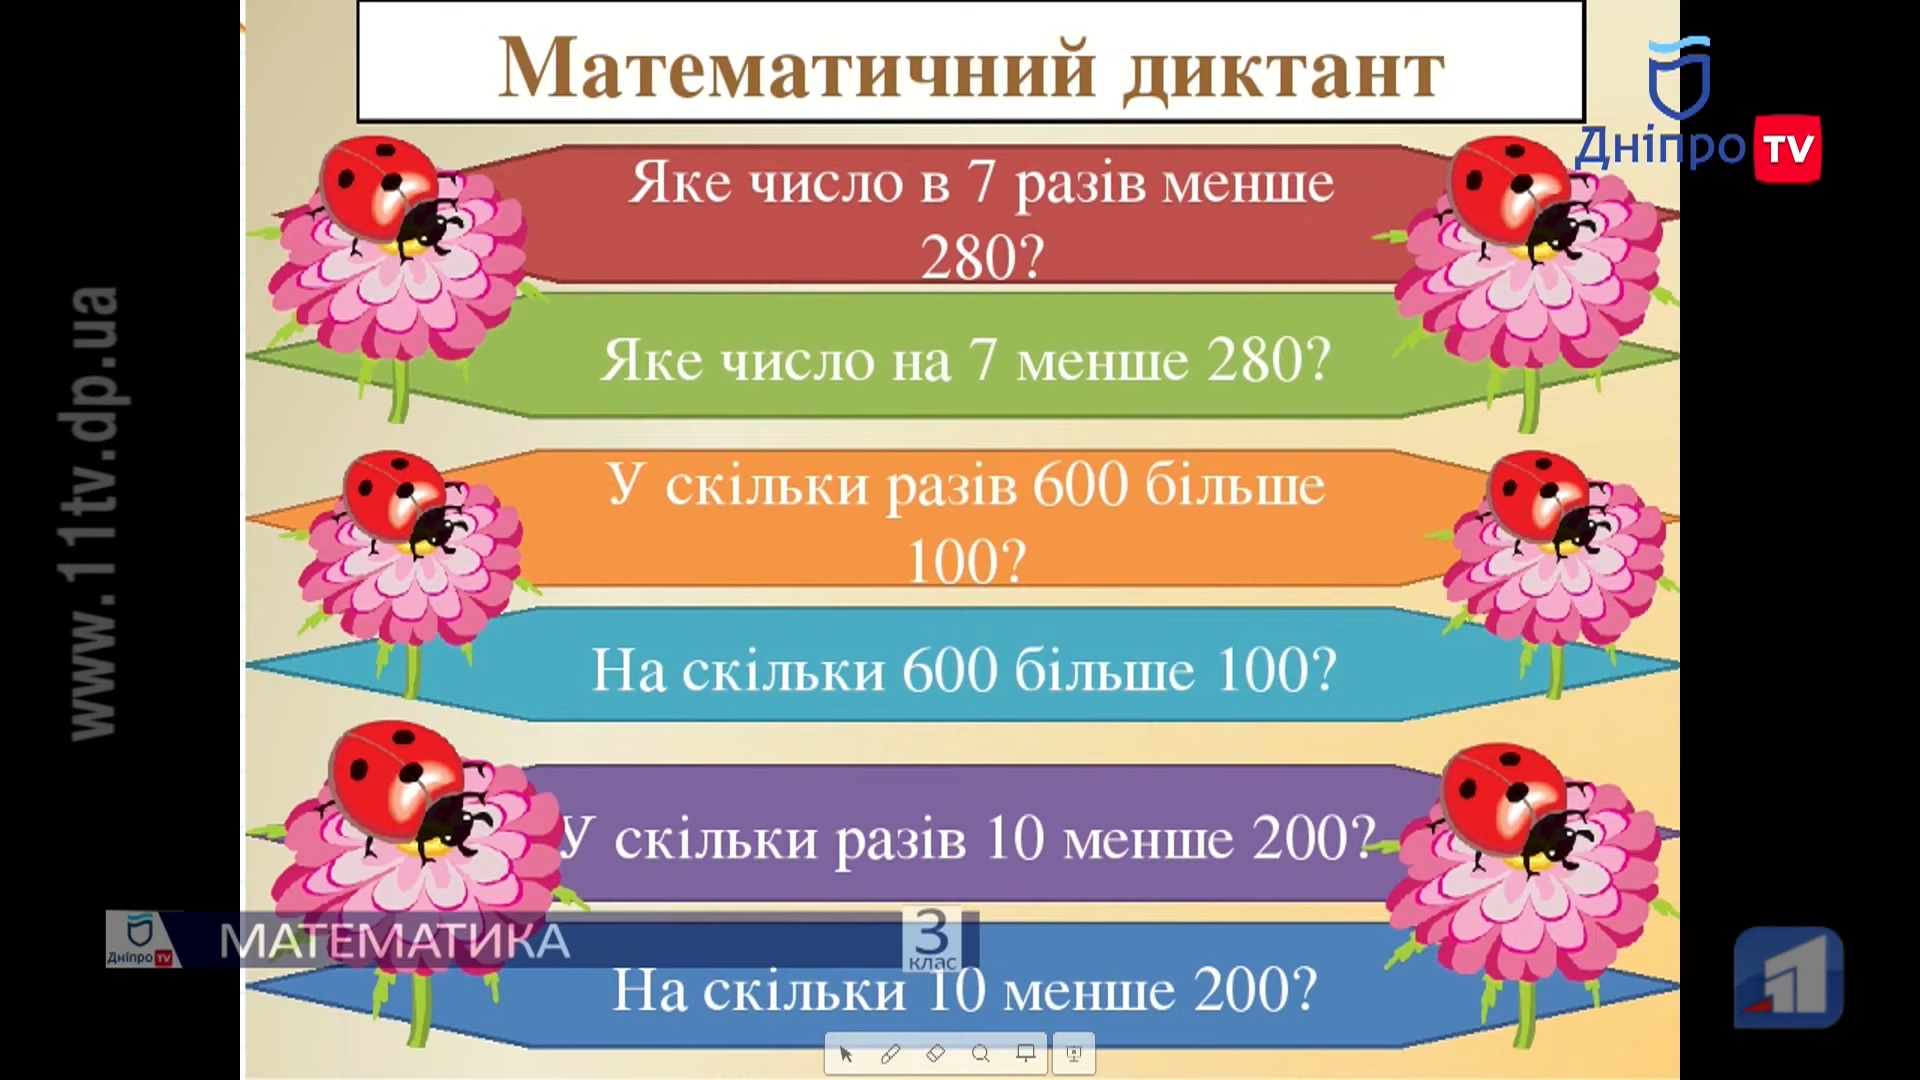 Математичний диктант
Дніпро TV
Яке число в 7 разів менше
280?
Яке число на 7 менше 280?
У скільки разів 600 більше
100?
На скільки 600 більше 100?
У скільки разів 10 менше 200?
На скільки 10 менше 200?
www.11tv.dp.ua
Дніпро TV
МАТЕМАТИКА
3
клас